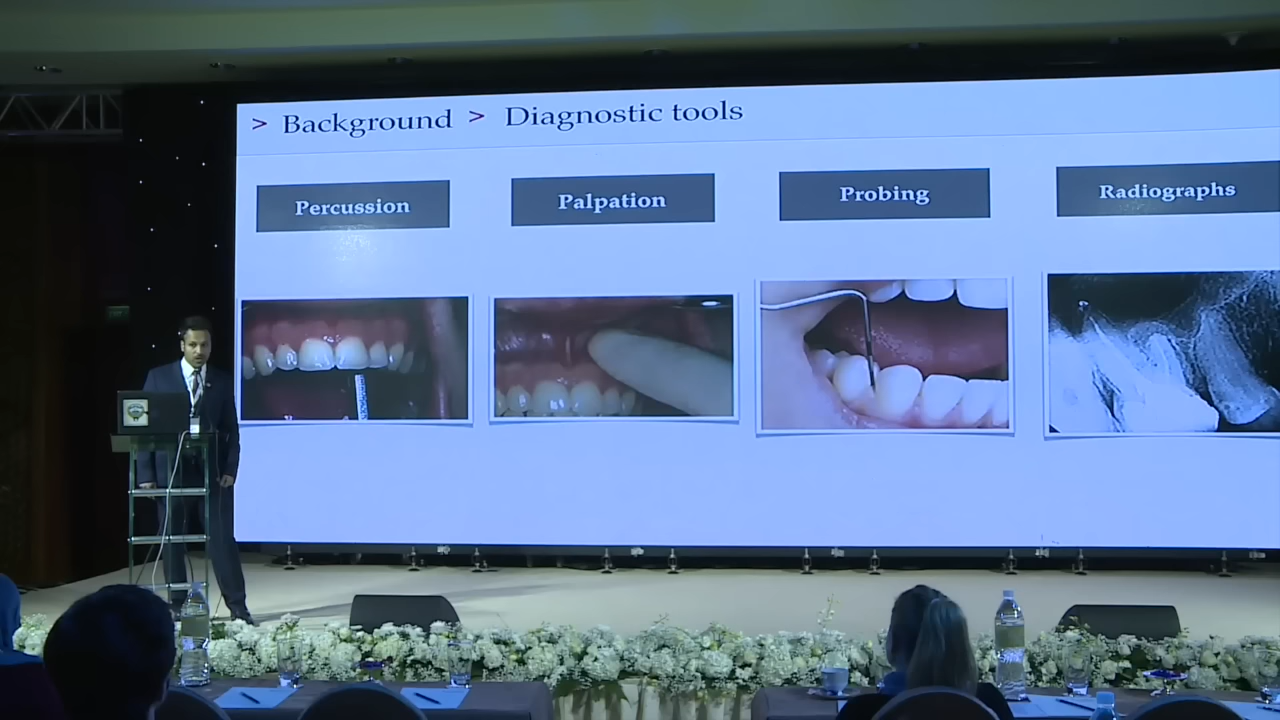 > Background > Diagnostic tools
Percussion
Palpation
Probing
Radiographs